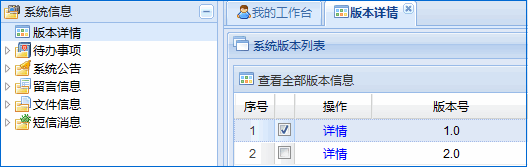 系统信息
版本详情
待办事项
系统公告
留言信息
文件信息
短信消息
我的工作台
版本详情
系统版本列表
查看全部版本信息
序号 操作 版本号
1 详情 1.0
2 详情 2.0